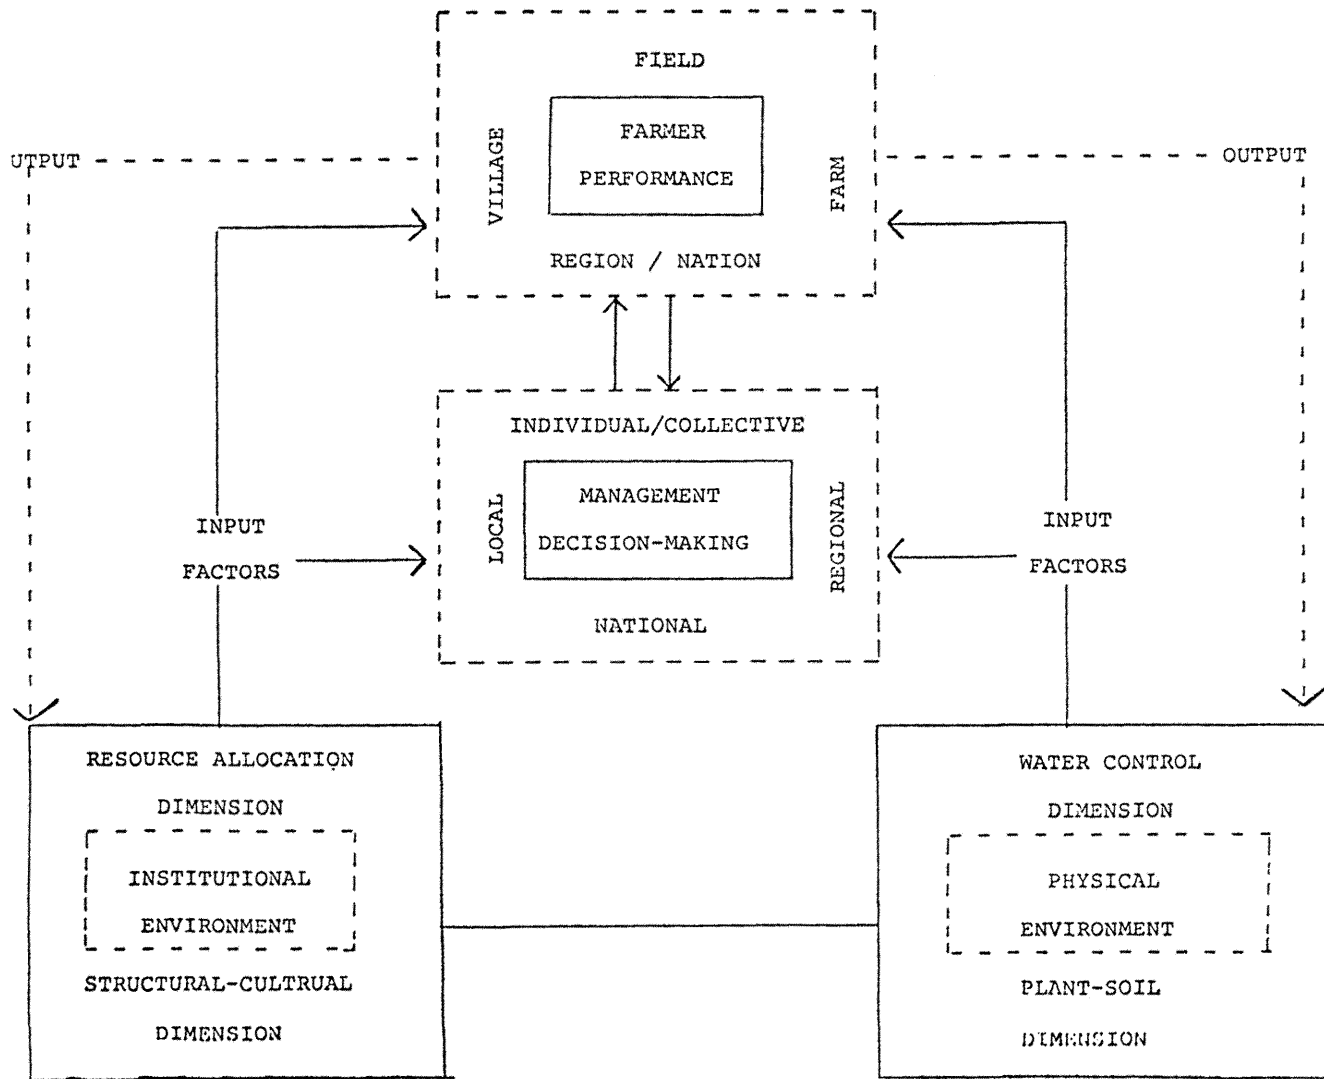 FIELD
FARMER
PERFORMANCE
VILLAGE
FARM
REGION / NATION
UTPUT
OUTPUT
INDIVIDUAL/COLLECTIVE
MANAGEMENT
DECISION-MAKING
LOCAL
REGIONAL
NATIONAL
INPUT
FACTORS
INPUT
FACTORS
RESOURCE ALLOCATION
DIMENSION
INSTITUTIONAL
ENVIRONMENT
STRUCTURAL-CULTRUAL
DIMENSION
WATER CONTROL
DIMENSION
PHYSICAL
ENVIRONMENT
PLANT-SOIL
DIMENSION